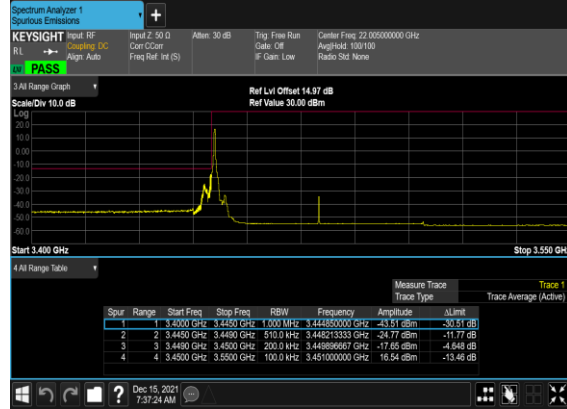 Spectrum Analyzer 1
Spurious Emissions
KEYSIGHT Input: RF Input Z: 50 Ω Atten: 30 dB Trig: Free Run Center Freq: 22.005000000 GHz
RL Coupling: DC Corr CCorr Gate: Off Avg|Hold: 100/100
Align: Auto Freq Ref: Int (S) IF Gain: Low Radio Std: None
PASS
3 All Range Graph
Ref Lvl Offset 14.97 dB
Scale/Div 10.0 dB Ref Value 30.00 dBm
Log
20.0
10.0
0.00
-10.0
-20.0
-30.0
-40.0
-50.0
-60.0
Start 3.400 GHz Stop 3.550 GH
4 All Range Table
Measure Trace Trace 1
Trace Type Trace Average (Active)
Spur Range Start Freq Stop Freq RBW Frequency Amplitude ΔLimit
1 1 3.4000 GHz 3.4450 GHz 1.000 MHz 3.444850000 GHz -43.51 dBm -30.51 dB
2 2 3.4450 GHz 3.4490 GHz 510.0 kHz 3.448213333 GHz -24.77 dBm -11.77 dB
3 3 3.4490 GHz 3.4500 GHz 200.0 kHz 3.449896667 GHz -17.65 dBm -4.648 dB
4 4 3.4500 GHz 3.5500 GHz 100.0 kHz 3.451000000 GHz 16.54 dBm -13.46 dB
? Dec 15, 2021
7:37:24 AM